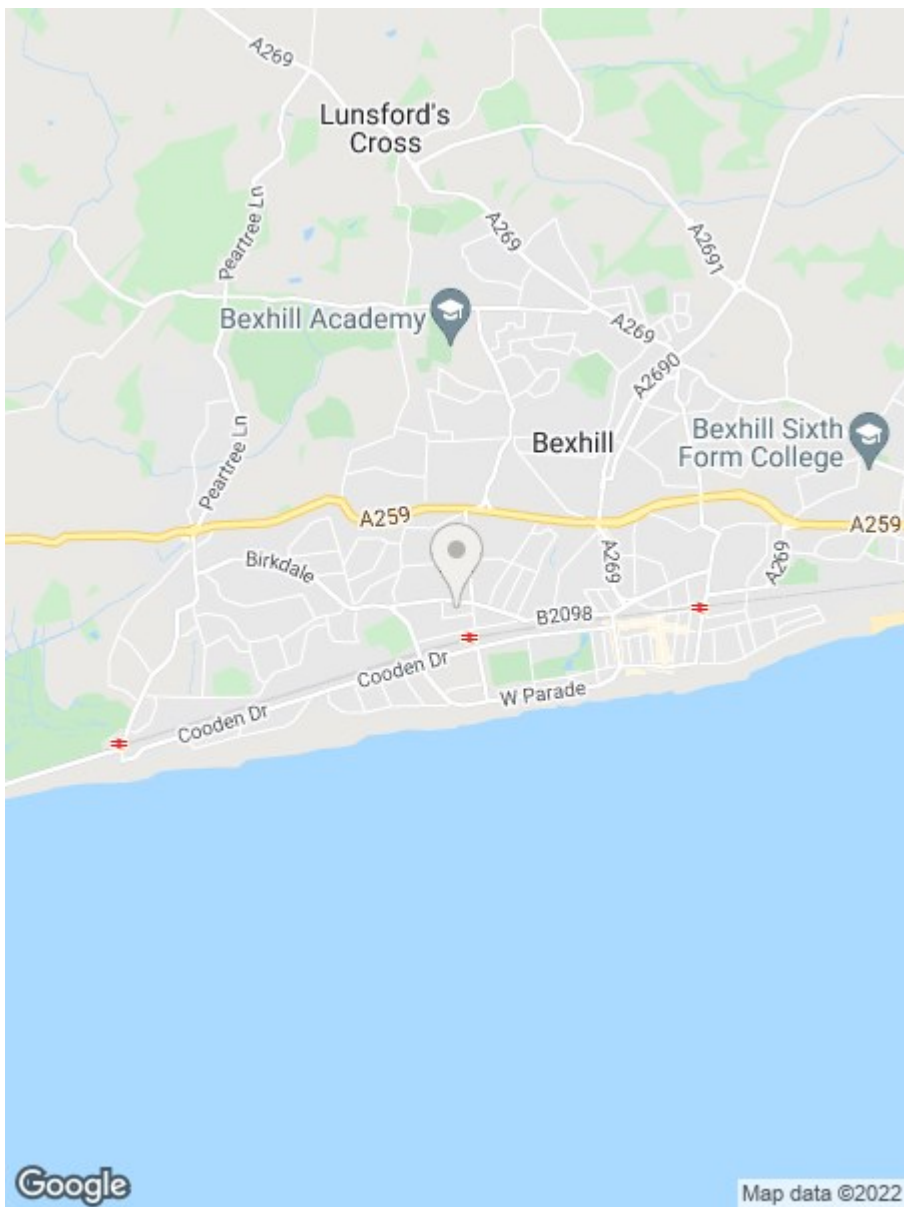 A269
Lunsford's
Cross
Peartree Ln
A269
A2691
Bexhill Academy
A269
A2690
Bexhill
Bexhill Sixth
Form College
Peartree Ln
A259
A259
Birkdale
A269
A269
B2098
Cooden Dr
W Parade
Cooden Dr
Google
Map data ©2022